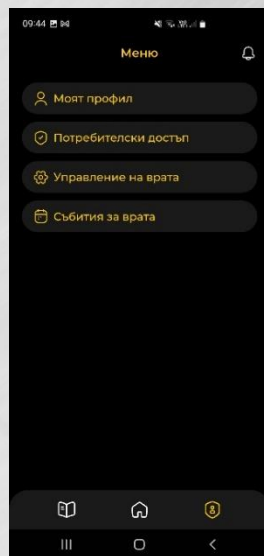 09:44
Меню
Моят профил
Потребителски достъп
Управление на врата
Събития за врата